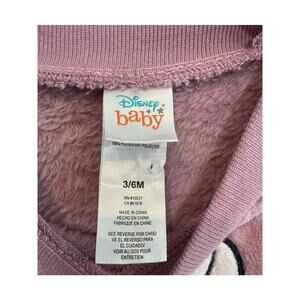 Disney
baby
100% POLYESTER / POLYESTER
3/6M
MADE IN CHINA
HECHO EN CHINA
FABRIQUÉ EN CHINE
SEE REVERSE FOR CARE/
VE EL REVERSO PARA
EL CUIDADO/
VOIR AU DOS POUR
ENTRETIEN